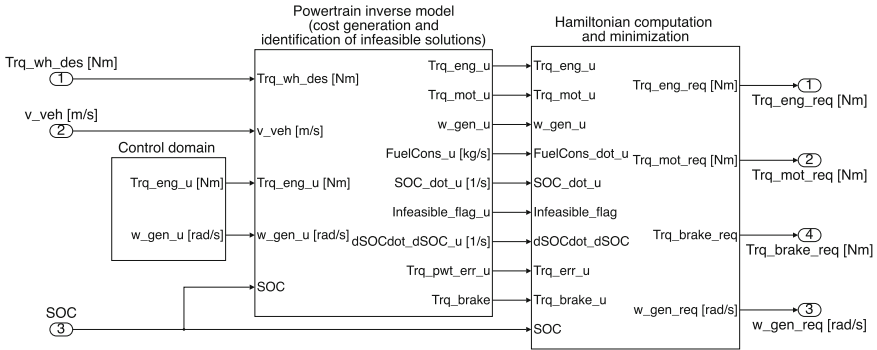 Powertrain inverse model
(cost generation and
identification of infeasible solutions)
Hamiltonian computation
and minimization
Trq_wh_des [Nm]
1
v_veh [m/s]
2
Control domain
Trq_eng_u [Nm]
w_gen_u [rad/s]
SOC
3
Trq_wh_des [Nm]
v_veh [m/s]
Trq_eng_u [Nm]
w_gen_u [rad/s]
SOC
Trq_eng_u
Trq_mot_u
w_gen_u
FuelCons_u [kg/s]
SOC_dot_u [1/s]
Infeasible_flag_u
dSOCdot_dSOC_u [1/s]
Trq_pwt_err_u
Trq_brake
Trq_eng_u
Trq_mot_u
w_gen_u
FuelCons_dot_u
SOC_dot_u
Infeasible_flag
dSOCdot_dSOC
Trq_err_u
Trq_brake_u
SOC
Trq_eng_req [Nm]
Trq_mot_req [Nm]
Trq_brake_req
w_gen_req [rad/s]
1
Trq_eng_req [Nm]
2
Trq_mot_req [Nm]
4
Trq_brake_req [Nm]
3
w_gen_req [rad/s]